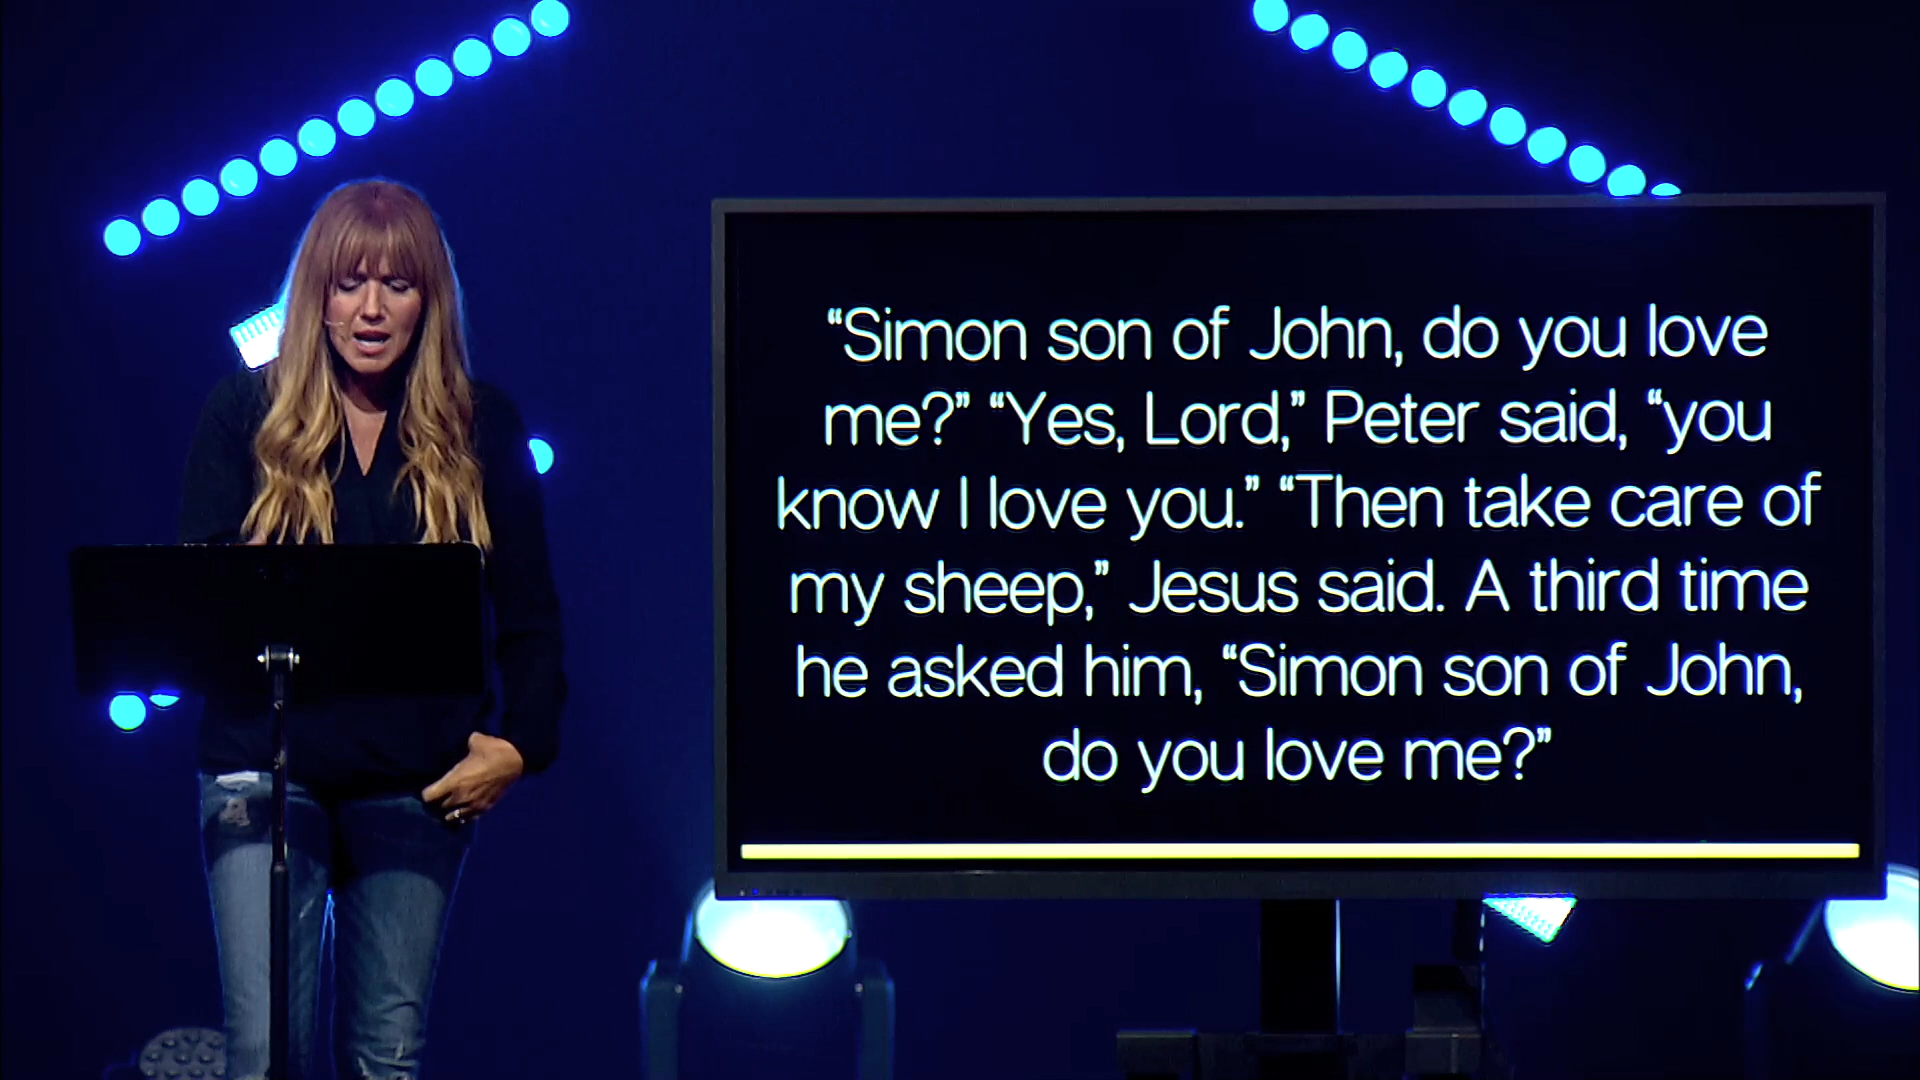 “Simon son of John, do you love
me?” “Yes, Lord,” Peter said, “you
know I love you.” “Then take care of
my sheep,” Jesus said. A third time
he asked him, “Simon son of John,
do you love me?”